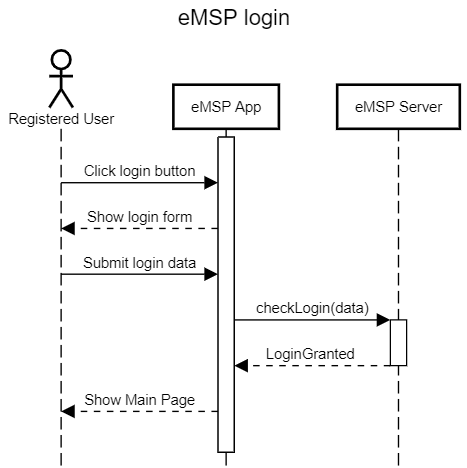 eMSP login
Registered User
eMSP App
eMSP Server
Click login button
Show login form
Submit login data
checkLogin(data)
LoginGranted
Show Main Page